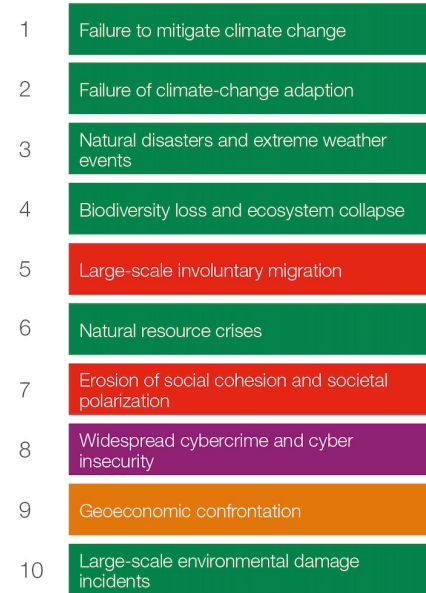 1 Failure to mitigate climate change
2 Failure of climate-change adaption
3 Natural disasters and extreme weather
events
4 Biodiversity loss and ecosystem collapse
5 Large-scale involuntary migration
6 Natural resource crises
7 Erosion of social cohesion and societal
polarization
8 Widespread cybercrime and cyber
insecurity
9 Geoeconomic confrontation
10 Large-scale environmental damage
incidents